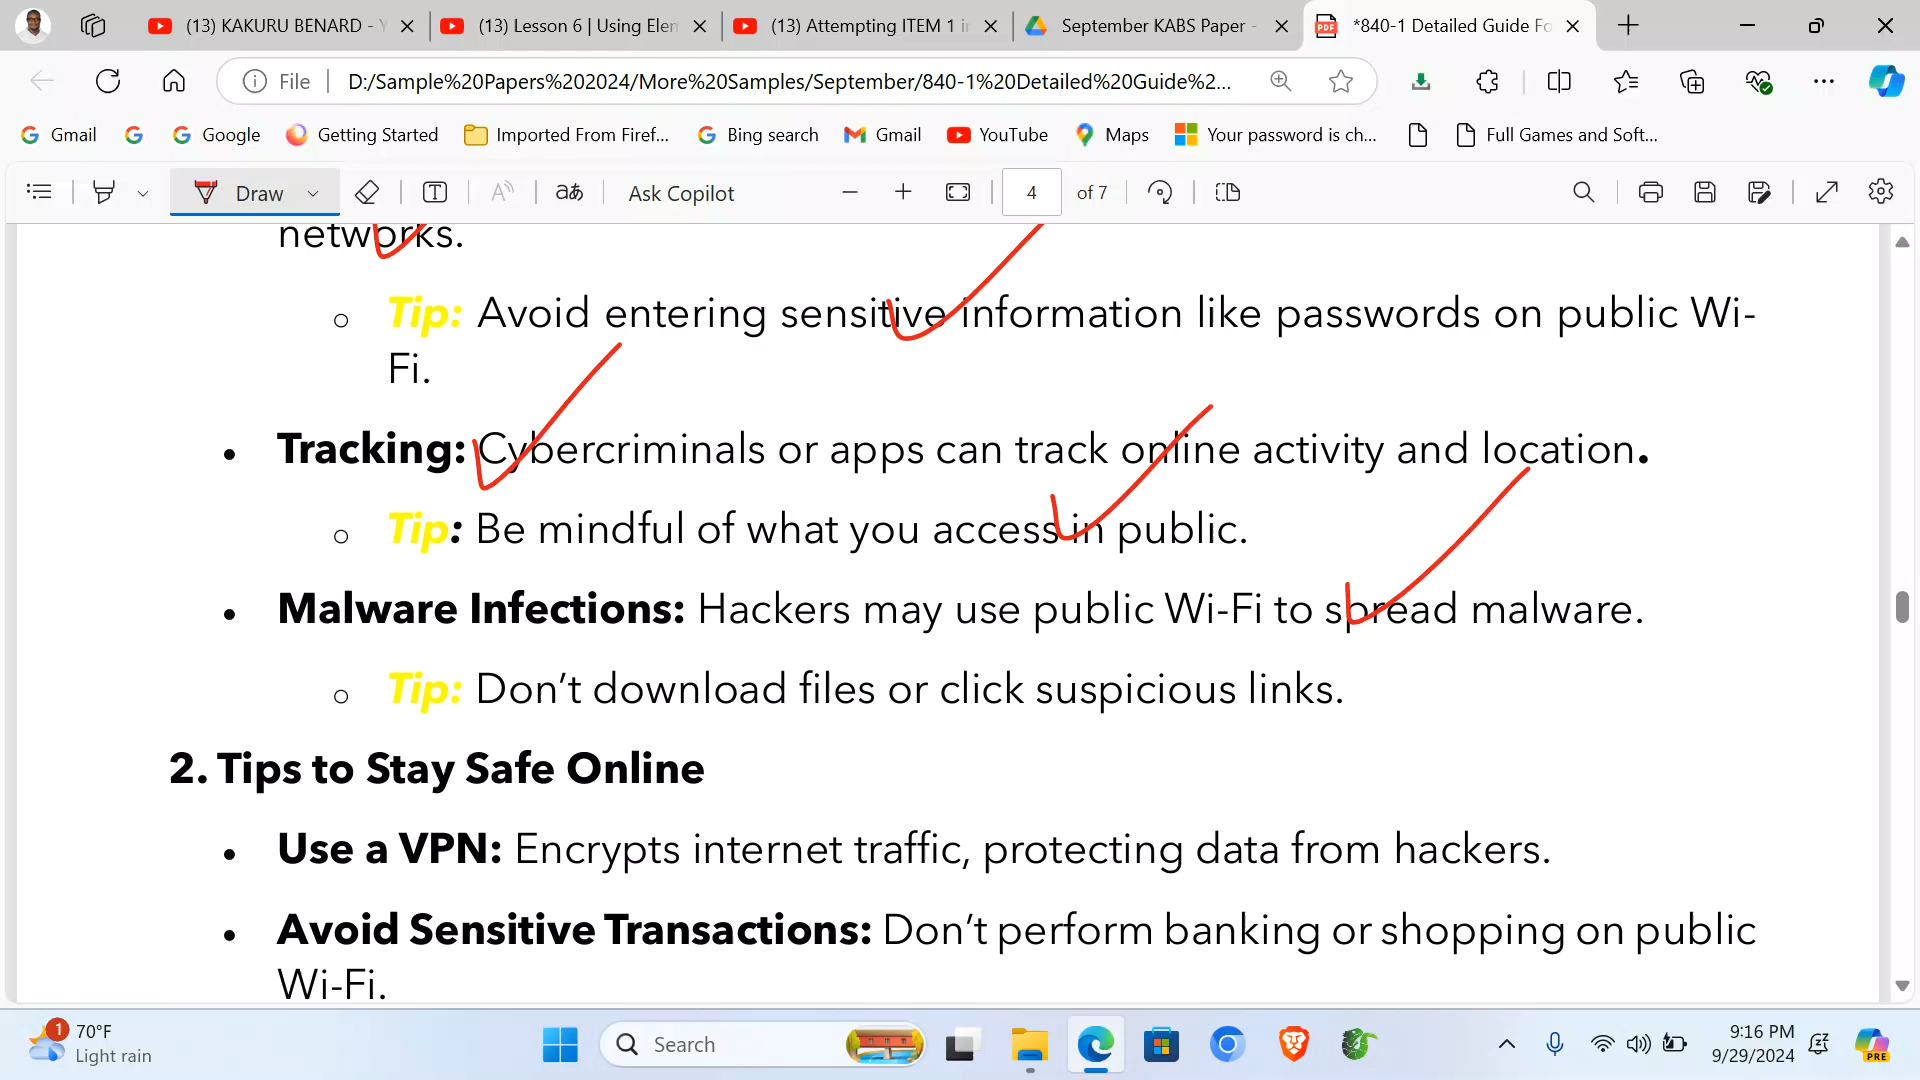 (13) KAKURU BENARD - Y
(13) Lesson 6 | Using Elen
(13) Attempting ITEM 1 i
September KABS Paper -
*840-1 Detailed Guide Fo
File
D:/Sample%20Papers%202024/More%20Samples/September/840-1%20Detailed%20Guide%2...
Gmail
Google
Getting Started
Imported From Firef...
Bing search
Gmail
YouTube
Maps
Your password is ch...
Full Games and Soft...
Draw
aあ
Ask Copilot
4
of 7
networks.
Tip: Avoid entering sensitive information like passwords on public Wi-
Fi.
Tracking: Cybercriminals or apps can track online activity and location.
Tip: Be mindful of what you access in public.
Malware Infections: Hackers may use public Wi-Fi to spread malware.
Tip: Don’t download files or click suspicious links.
2. Tips to Stay Safe Online
Use a VPN: Encrypts internet traffic, protecting data from hackers.
Avoid Sensitive Transactions: Don’t perform banking or shopping on public
Wi-Fi.
1
70°F
Light rain
Search
9:16 PM
9/29/2024
PRE